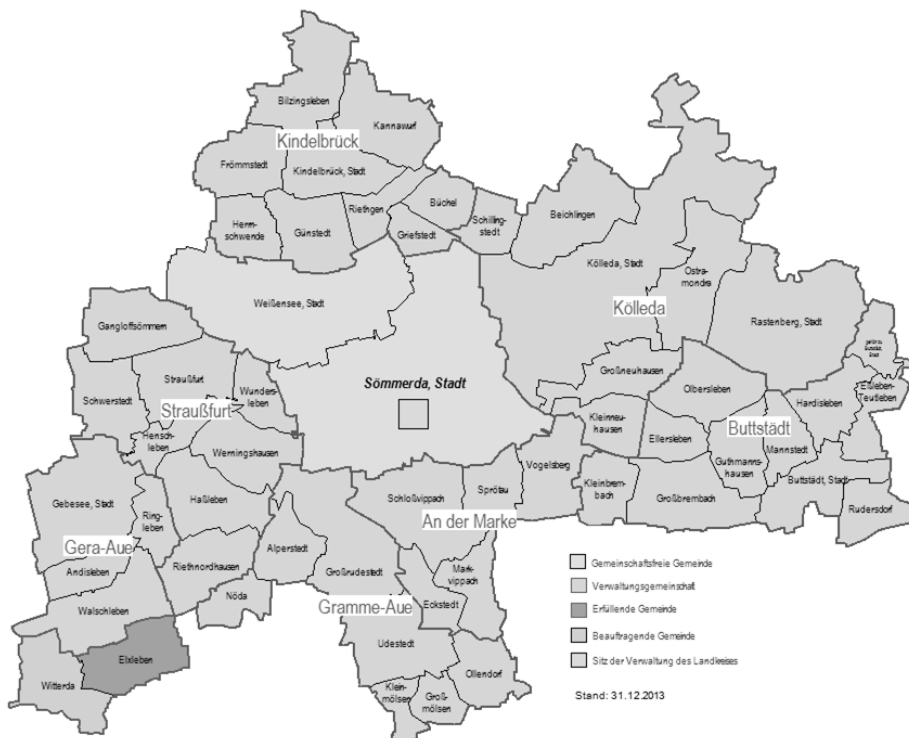 Bilzingsleben
Kannawurf
Kindelbrück
Frömmstedt
Kindelbrück, Stadt
Riethgen
Büchel
Schilling-
stedt
Beichlingen
Herrn-
schwende
Günstedt
Griefstedt
Kölleda, Stadt
Ostra-
mondra
Weißensee, Stadt
Kölleda
Rastenberg, Stadt
Gangloffsömmern
Großneuhausen
Straußfurt
Wunders-
leben
Sömmerda, Stadt
Olbersleben
Eßleben-
Teutleben
Schwerstedt
Hardisleben
Straußfurt
Kleinneu-
hausen
Buttstädt
Hensch-
leben
Werningshausen
Ellersleben
Mannstedt
Guthmanns-
hausen
Vogelsberg
Schloßvippach
Sprötau
Kleinbrem-
bach
Großbrembach
Buttstädt, Stadt
Gebesee, Stadt
Ring-
leben
Haßleben
Rudersdorf
An der Marke
Gera-Aue
Alperstedt
Andisleben
Riethnordhausen
Großrudestedt
Mark-
vippach
Nöda
Walschleben
Gramme-Aue
Eckstedt
Udestedt
Elxleben
Witterda
Ollendorf
Klein-
mölsen
Groß-
mölsen
Gemeinschaftsfreie Gemeinde
Verwaltungsgemeinschaft
Erfüllende Gemeinde
Beauftragende Gemeinde
Sitz der Verwaltung des Landkreises
Stand: 31.12.2013